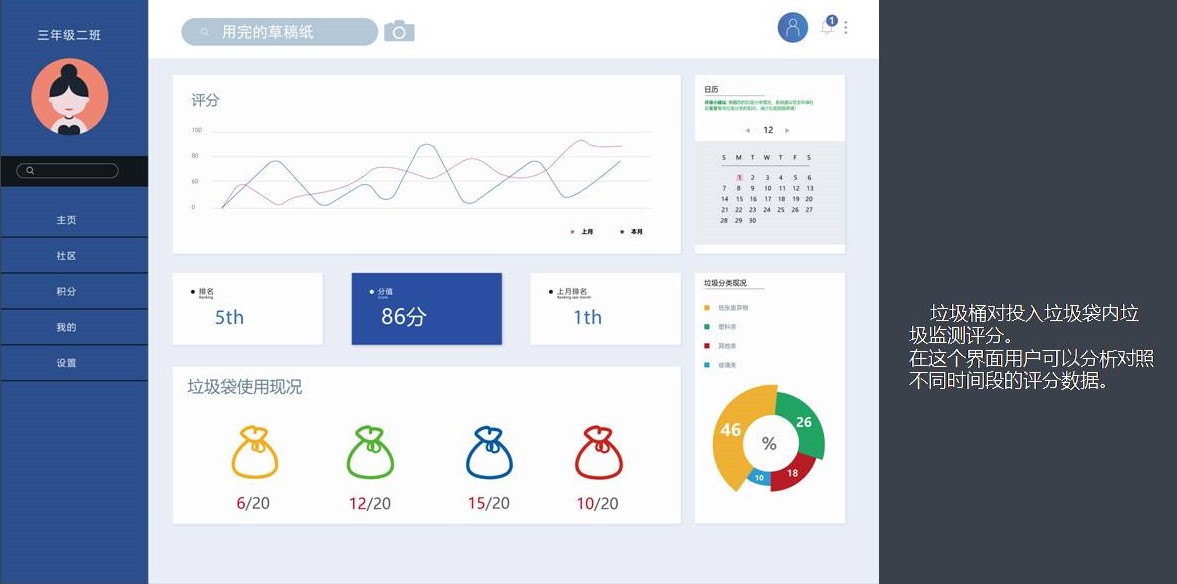 三年级二班
主页
社区
积分
我的
设置
用完的草稿纸
1
评分
100
80
60
0
上月
本月
日历
12
S M T W T F S
1 2 3 4 5 6
7 8 9 10 11 12 13
14 15 16 17 18 19 20
21 22 23 24 25 26 27
28 29 30
排名
Ranking
5th
分值
Score
86分
上月排名
Ranking last month
1th
垃圾袋使用现况
6/20
12/20
15/20
10/20
垃圾分类现况
纸张废弃物
塑料类
其他类
玻璃类
46
26
%
18
10
垃圾桶对投入垃圾袋内垃
圾监测评分。
在这个界面用户可以分析对照
不同时间段的评分数据。